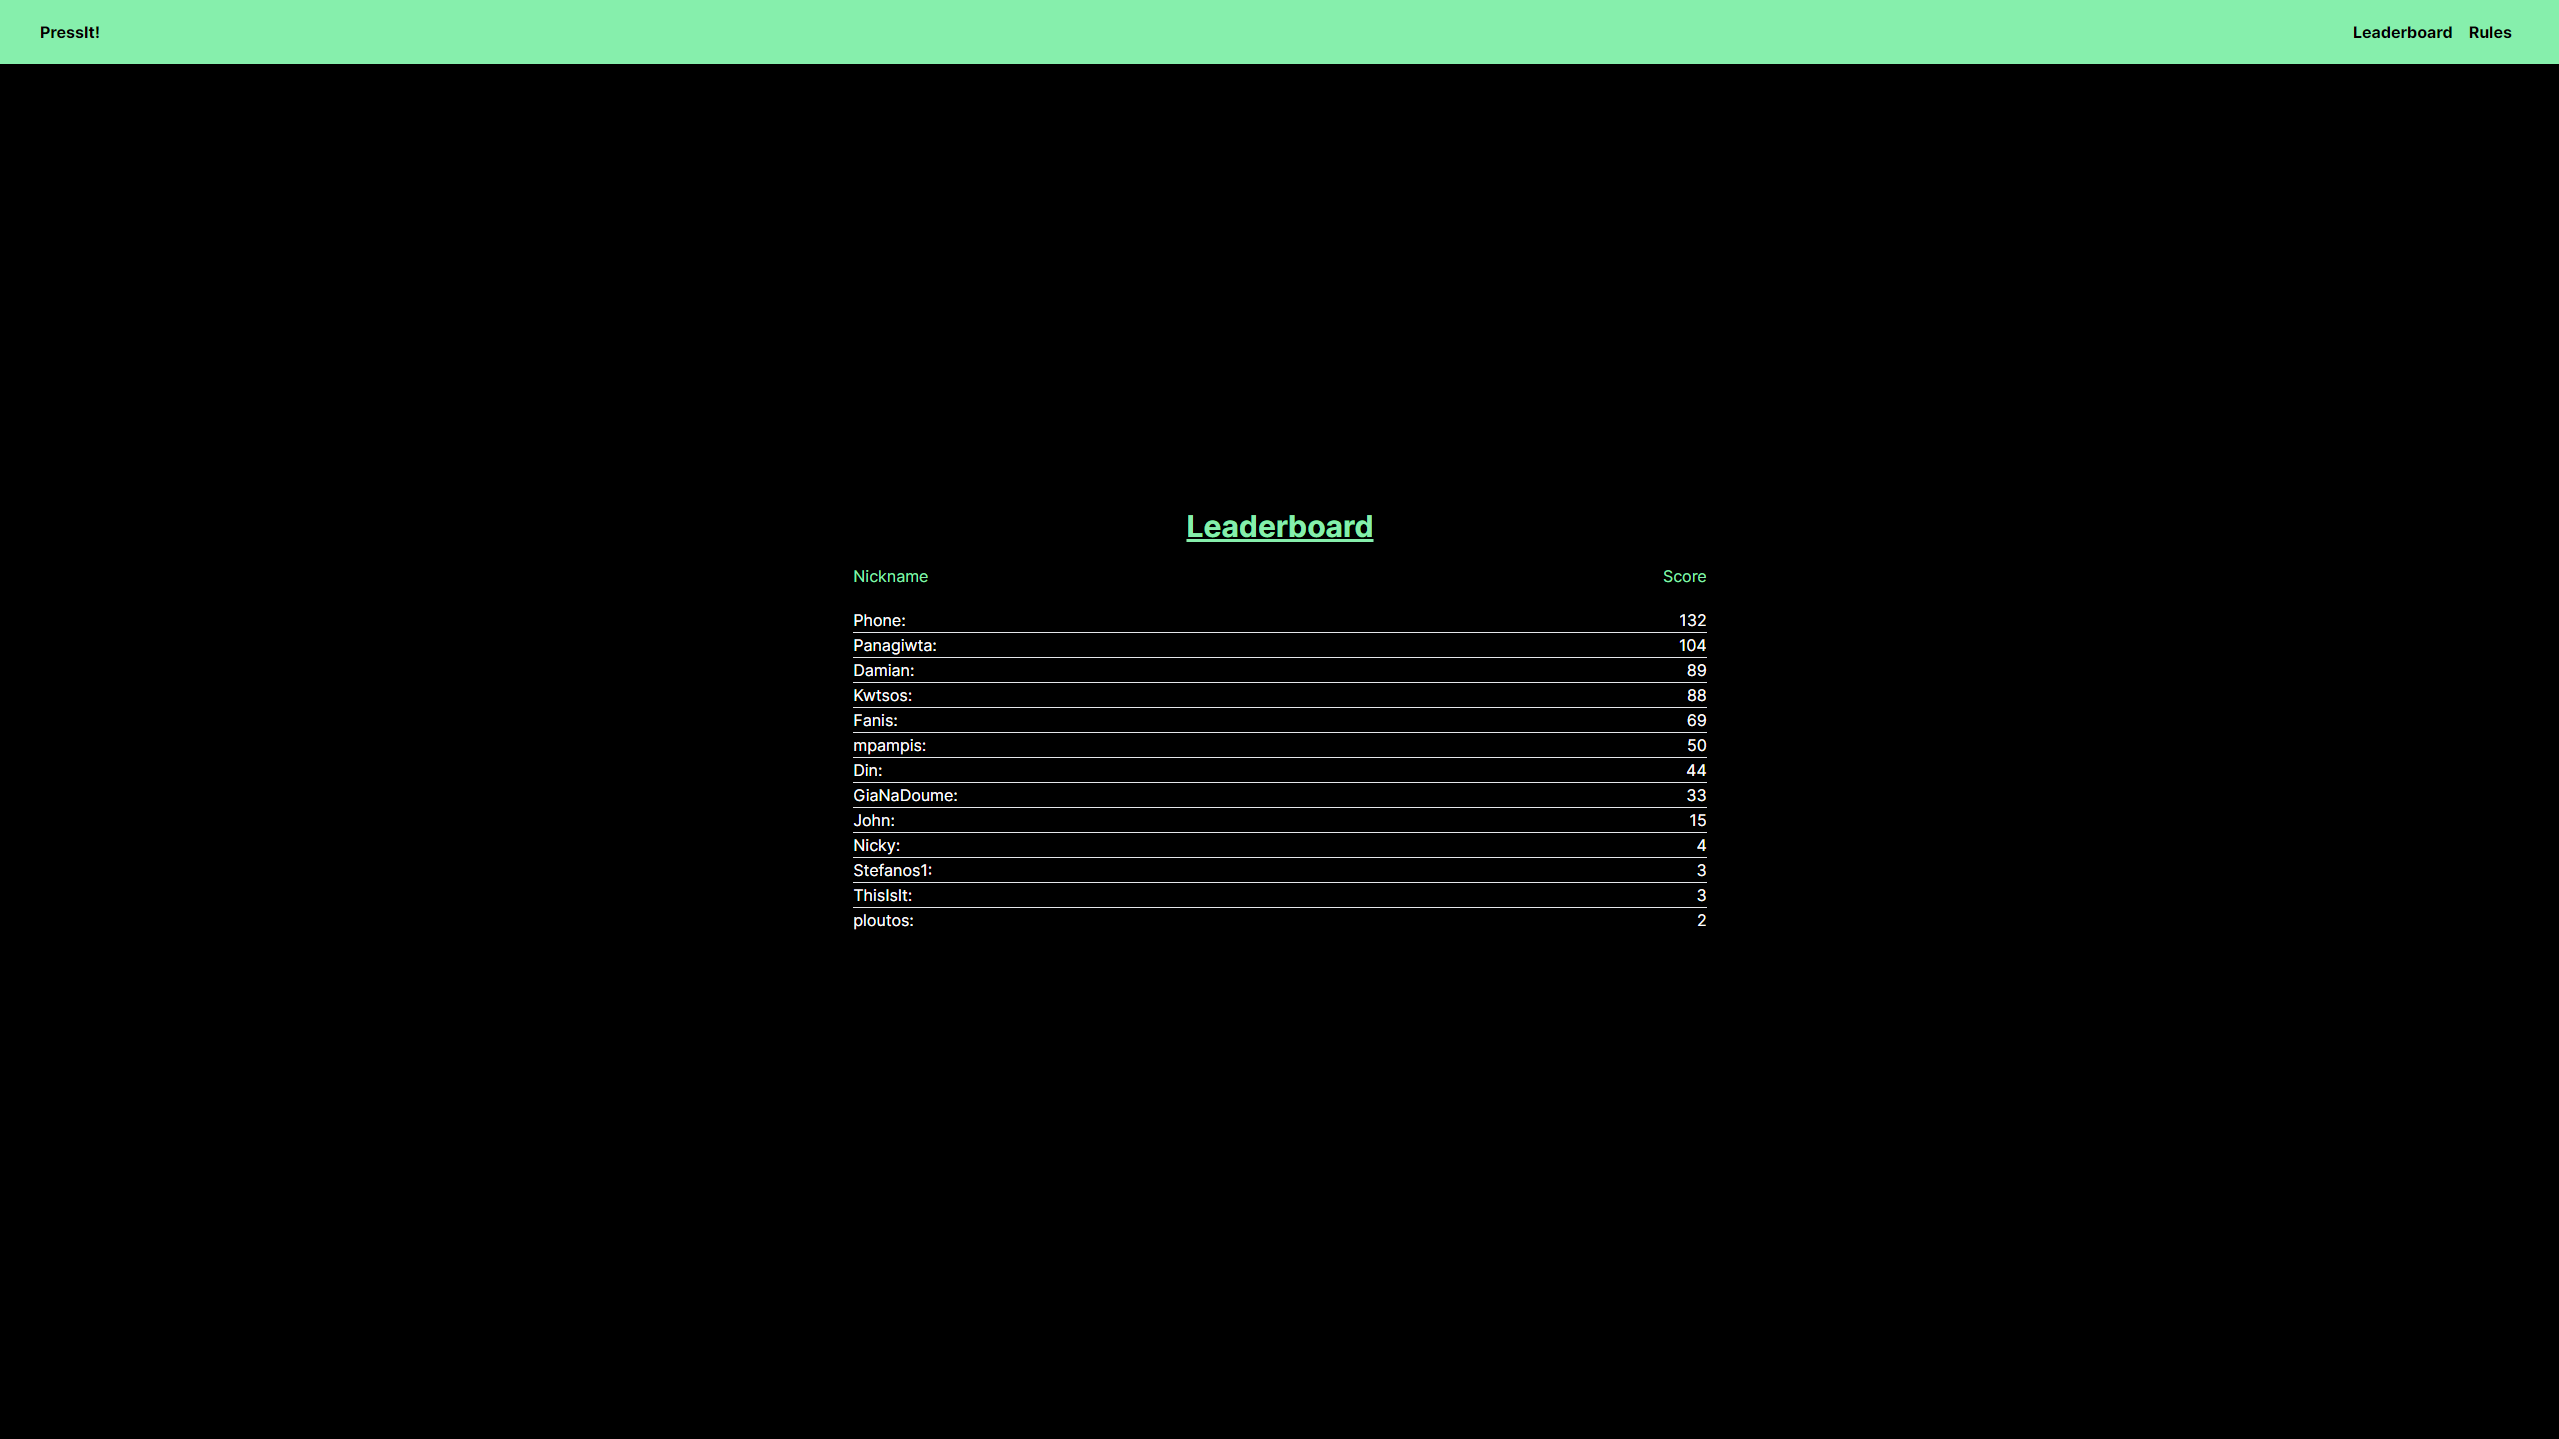 PressIt! Leaderboard Rules
Leaderboard
Nickname Score
Phone: 132
Panagiwta: 104
Damian: 89
Kwtsos: 88
Fanis: 69
mpampis: 50
Din: 44
GiaNaDoume: 33
John: 15
Nicky: 4
Stefanos1: 3
ThisIsIt: 3
ploutos: 2